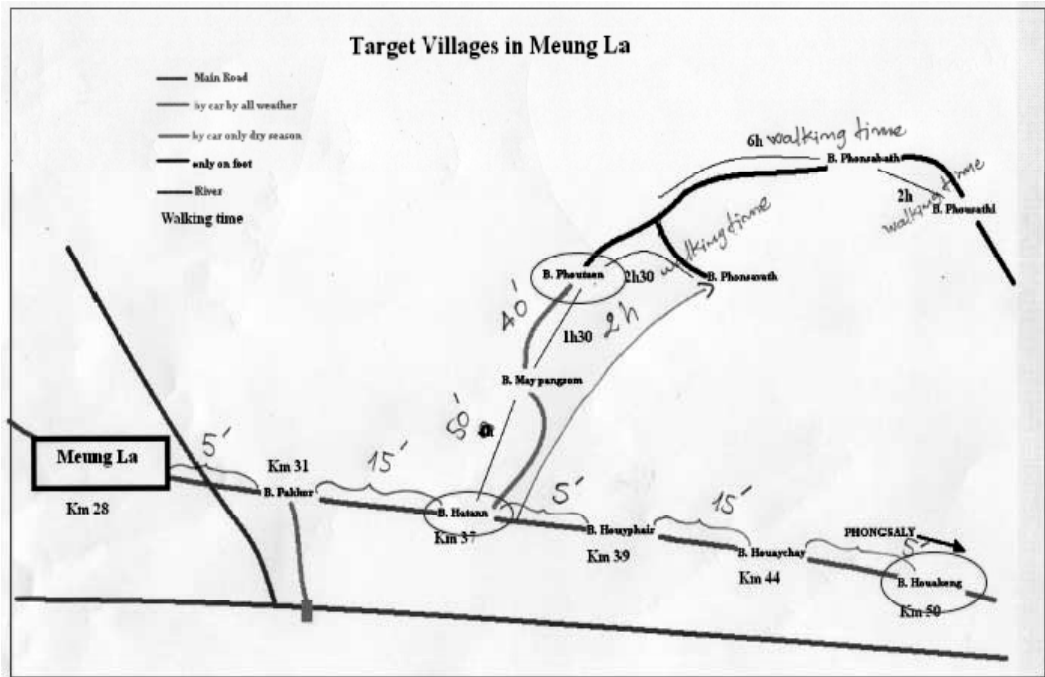 Target Villages in Meung La
Main Road
by car by all weather
by car only dry season
only on foot
River
Walking time
6h walking time
B. Phonsabath
2h
walking time
B. Phousathi
walking time
B. Phoutsen
2h30
B. Phonsavath
40'
1h30
2h
B. May pangsom
50'
Meung La
5'
Km 31
15'
B. Pakhor
Km 28
B. Hatann
Km 37
5'
B. Houyphair
Km 39
15'
B. Houaychay
Km 44
PHONGSALY
5'
B. Houakeng
Km 50